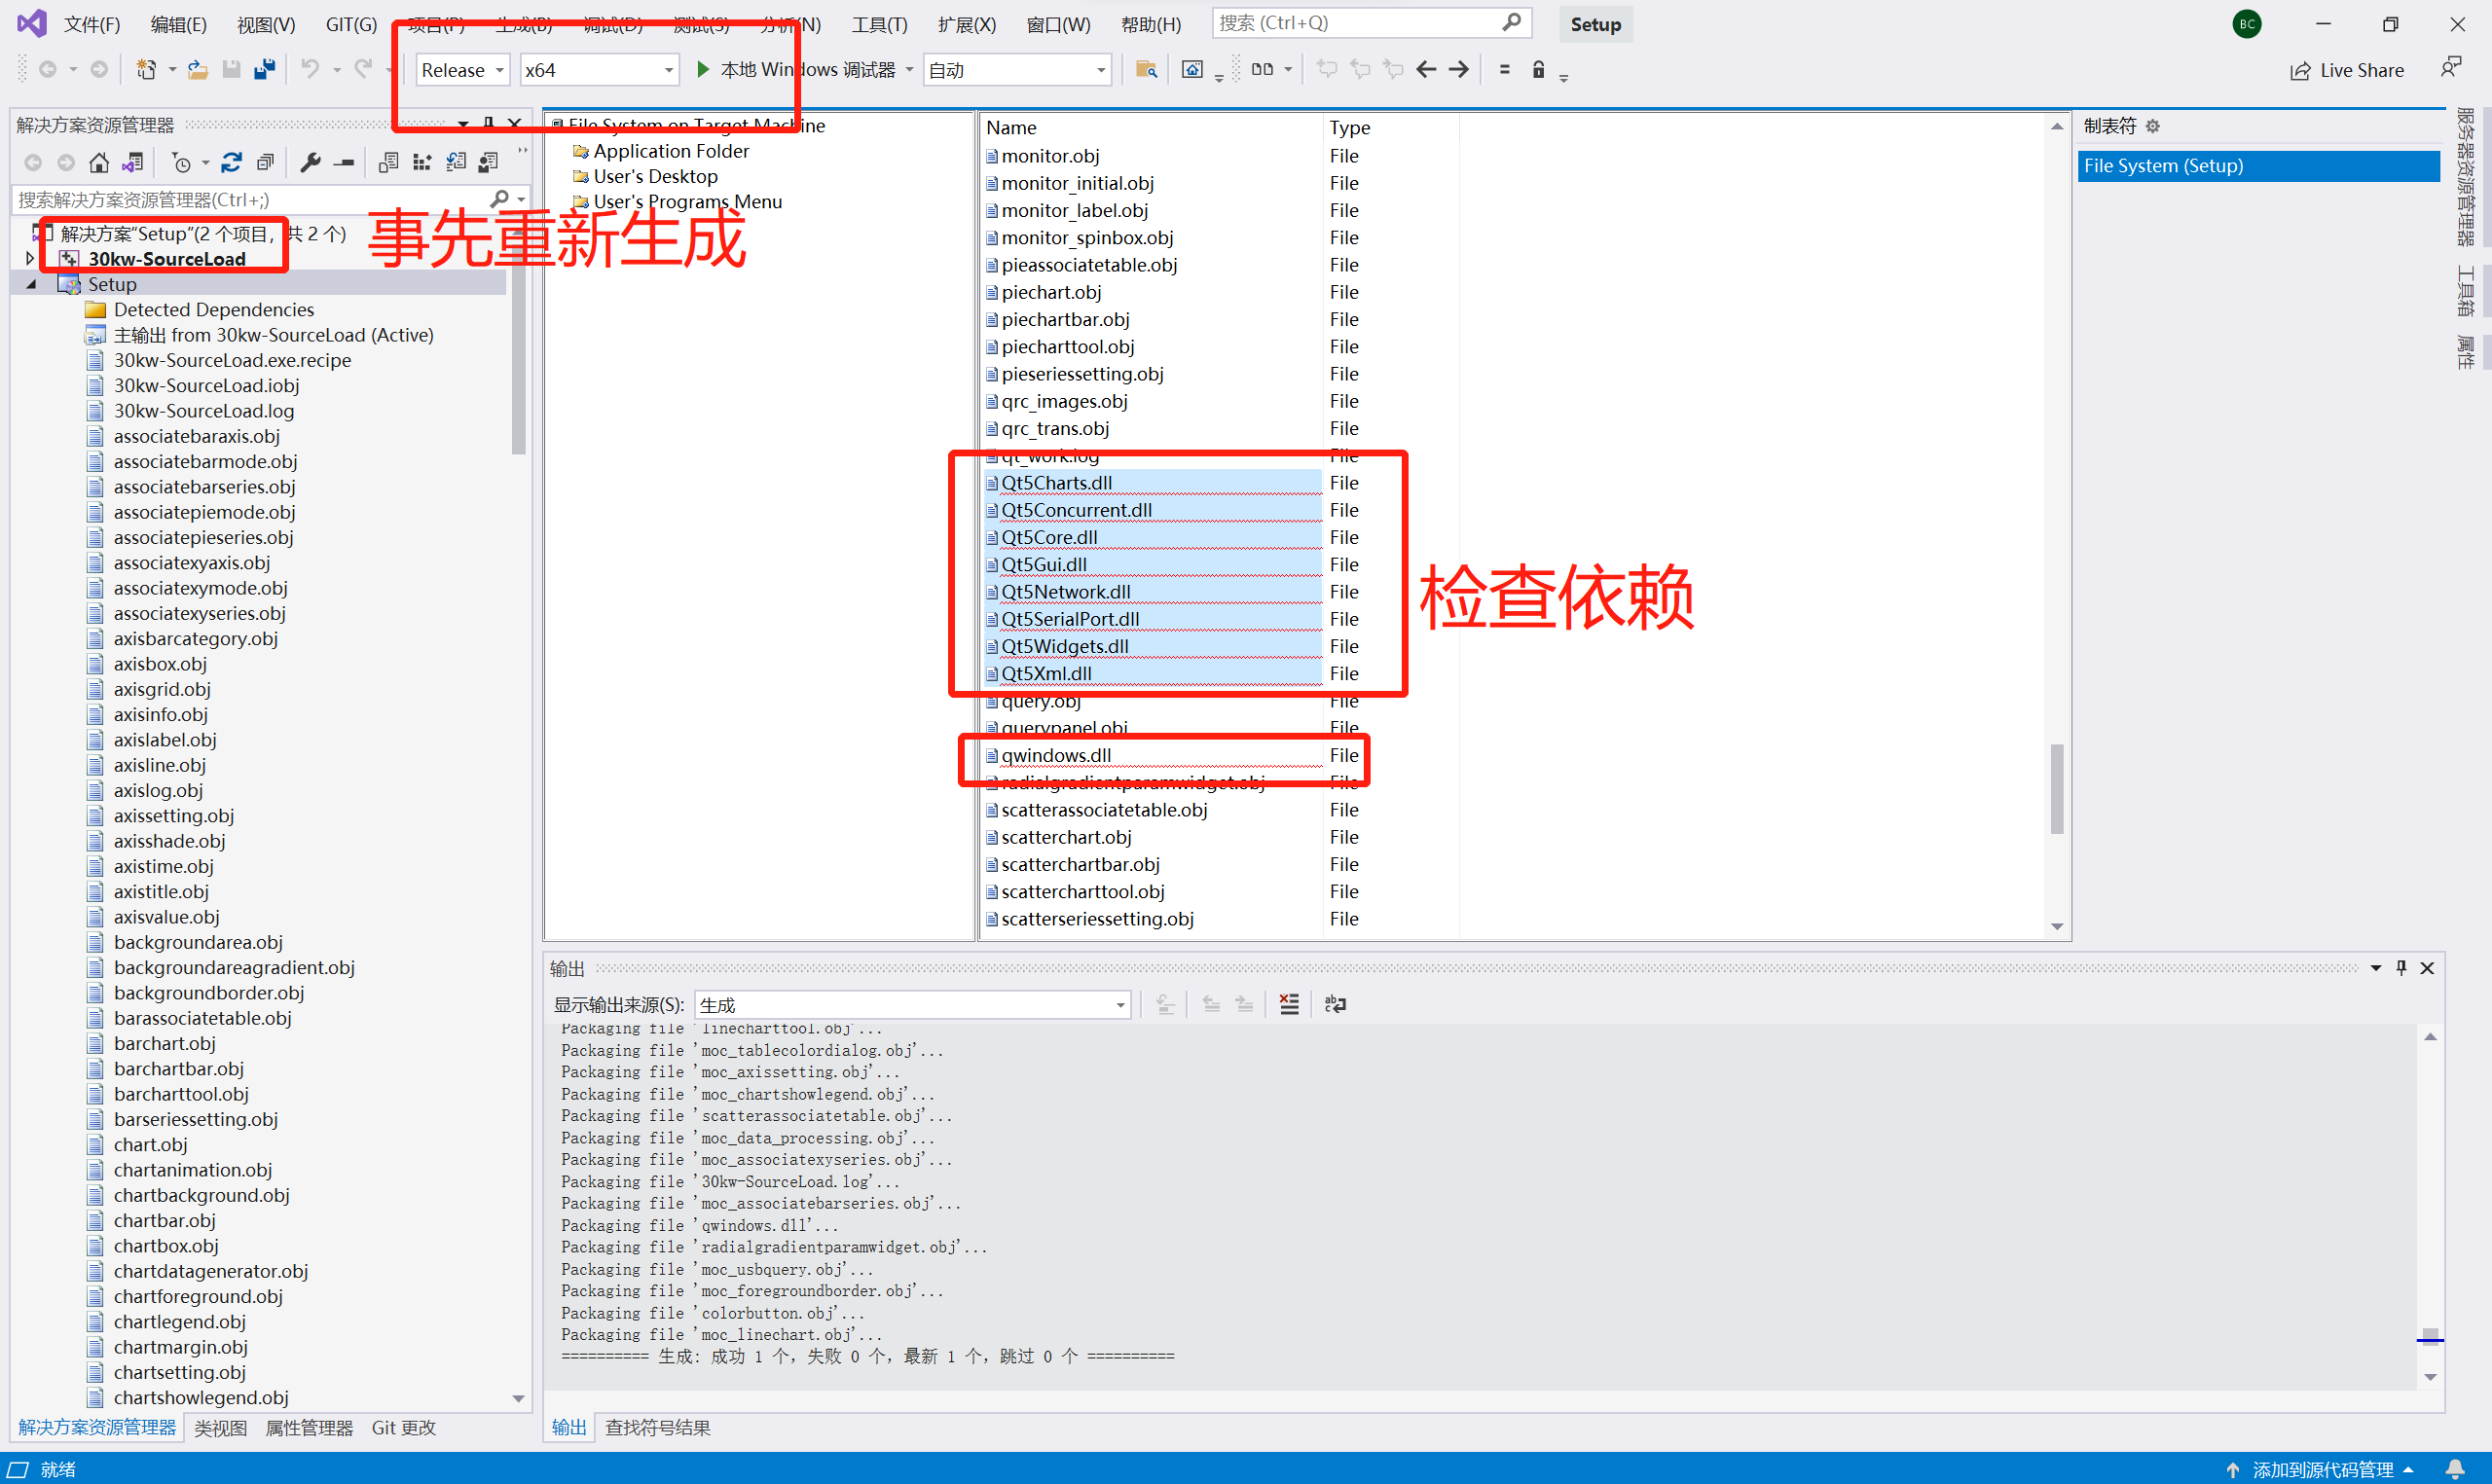 文件(F) 编辑(E) 视图(V) GIT(G) 项目(P) 生成(B) 调试(D) 测试(S) 分析(N) 工具(T) 扩展(X) 窗口(W) 帮助(H) 搜索 (Ctrl+Q) Setup BC
Release x64 本地 Windows 调试器 自动 Live Share
解决方案资源管理器
搜索解决方案资源管理器(Ctrl+;)
解决方案"Setup"(2 个项目, 共 2 个)
30kw-SourceLoad
事先重新生成
Setup
Detected Dependencies
主输出 from 30kw-SourceLoad (Active)
30kw-SourceLoad.exe.recipe
30kw-SourceLoad.iobj
30kw-SourceLoad.log
associatebaraxis.obj
associatebarmode.obj
associatebarseries.obj
associatepiemode.obj
associatepieseries.obj
associatexyaxis.obj
associatexymode.obj
associatexyseries.obj
axisbarcategory.obj
axisbox.obj
axisgrid.obj
axisinfo.obj
axislabel.obj
axisline.obj
axislog.obj
axissetting.obj
axisshade.obj
axistime.obj
axistitle.obj
axisvalue.obj
backgroundarea.obj
backgroundareagradient.obj
backgroundborder.obj
barassociatetable.obj
barchart.obj
barchartbar.obj
barcharttool.obj
barseriessetting.obj
chart.obj
chartanimation.obj
chartbackground.obj
chartbar.obj
chartbox.obj
chartdatagenerator.obj
chartforeground.obj
chartlegend.obj
chartmargin.obj
chartsetting.obj
chartshowlegend.obj
解决方案资源管理器 类视图 属性管理器 Git 更改
File System on Target Machine
Application Folder
User's Desktop
User's Programs Menu
Name Type
monitor.obj File
monitor_initial.obj File
monitor_label.obj File
monitor_spinbox.obj File
pieassociatetable.obj File
piechart.obj File
piechartbar.obj File
piecharttool.obj File
pieseriessetting.obj File
qrc_images.obj File
qrc_trans.obj File
qt_work.log File
Qt5Charts.dll File
Qt5Concurrent.dll File
Qt5Core.dll File
Qt5Gui.dll File
Qt5Network.dll File
Qt5SerialPort.dll File
Qt5Widgets.dll File
Qt5Xml.dll File
检查依赖
query.obj File
querypanel.obj File
qwindows.dll File
radialgradientparamwidget.obj File
scatterassociatetable.obj File
scatterchart.obj File
scatterchartbar.obj File
scattercharttool.obj File
scatterseriessetting.obj File
制表符
File System (Setup)
服务器资源管理器
工具箱
属性
输出
显示输出来源(S): 生成
Packaging file 'linecharttool.obj'...
Packaging file 'moc_tablecolordialog.obj'...
Packaging file 'moc_axissetting.obj'...
Packaging file 'moc_chartshowlegend.obj'...
Packaging file 'scatterassociatetable.obj'...
Packaging file 'moc_data_processing.obj'...
Packaging file 'moc_associatexyseries.obj'...
Packaging file '30kw-SourceLoad.log'...
Packaging file 'moc_associatebarseries.obj'...
Packaging file 'qwindows.dll'...
Packaging file 'radialgradientparamwidget.obj'...
Packaging file 'moc_usbquery.obj'...
Packaging file 'moc_foregroundborder.obj'...
Packaging file 'colorbutton.obj'...
Packaging file 'moc_linechart.obj'...
========== 生成: 成功 1 个，失败 0 个，最新 1 个，跳过 0 个 ==========
输出 查找符号结果
就绪 添加到源代码管理